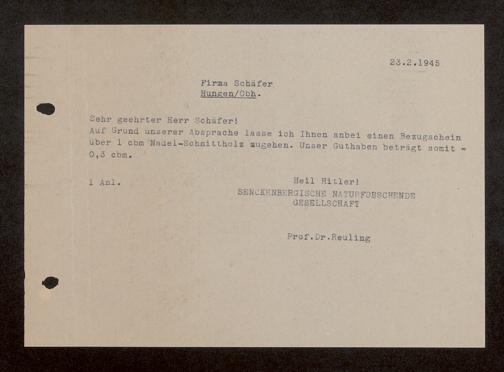 23.2.1945
Firma Schäfer
Hungen/Obh.
Sehr geehrter Herr Schäfer!
Auf Grund unserer Absprache lasse ich Ihnen anbei einen Bezugschein
über 1 cbm Nadel-Schnittholz zugehen. Unser Guthaben beträgt somit -
0,3 cbm.
1 Anl.
Heil Hitler!
SENCKENBERGISCHE NATURFORSCHENDE
GESELLSCHAFT
Prof.Dr.Reuling